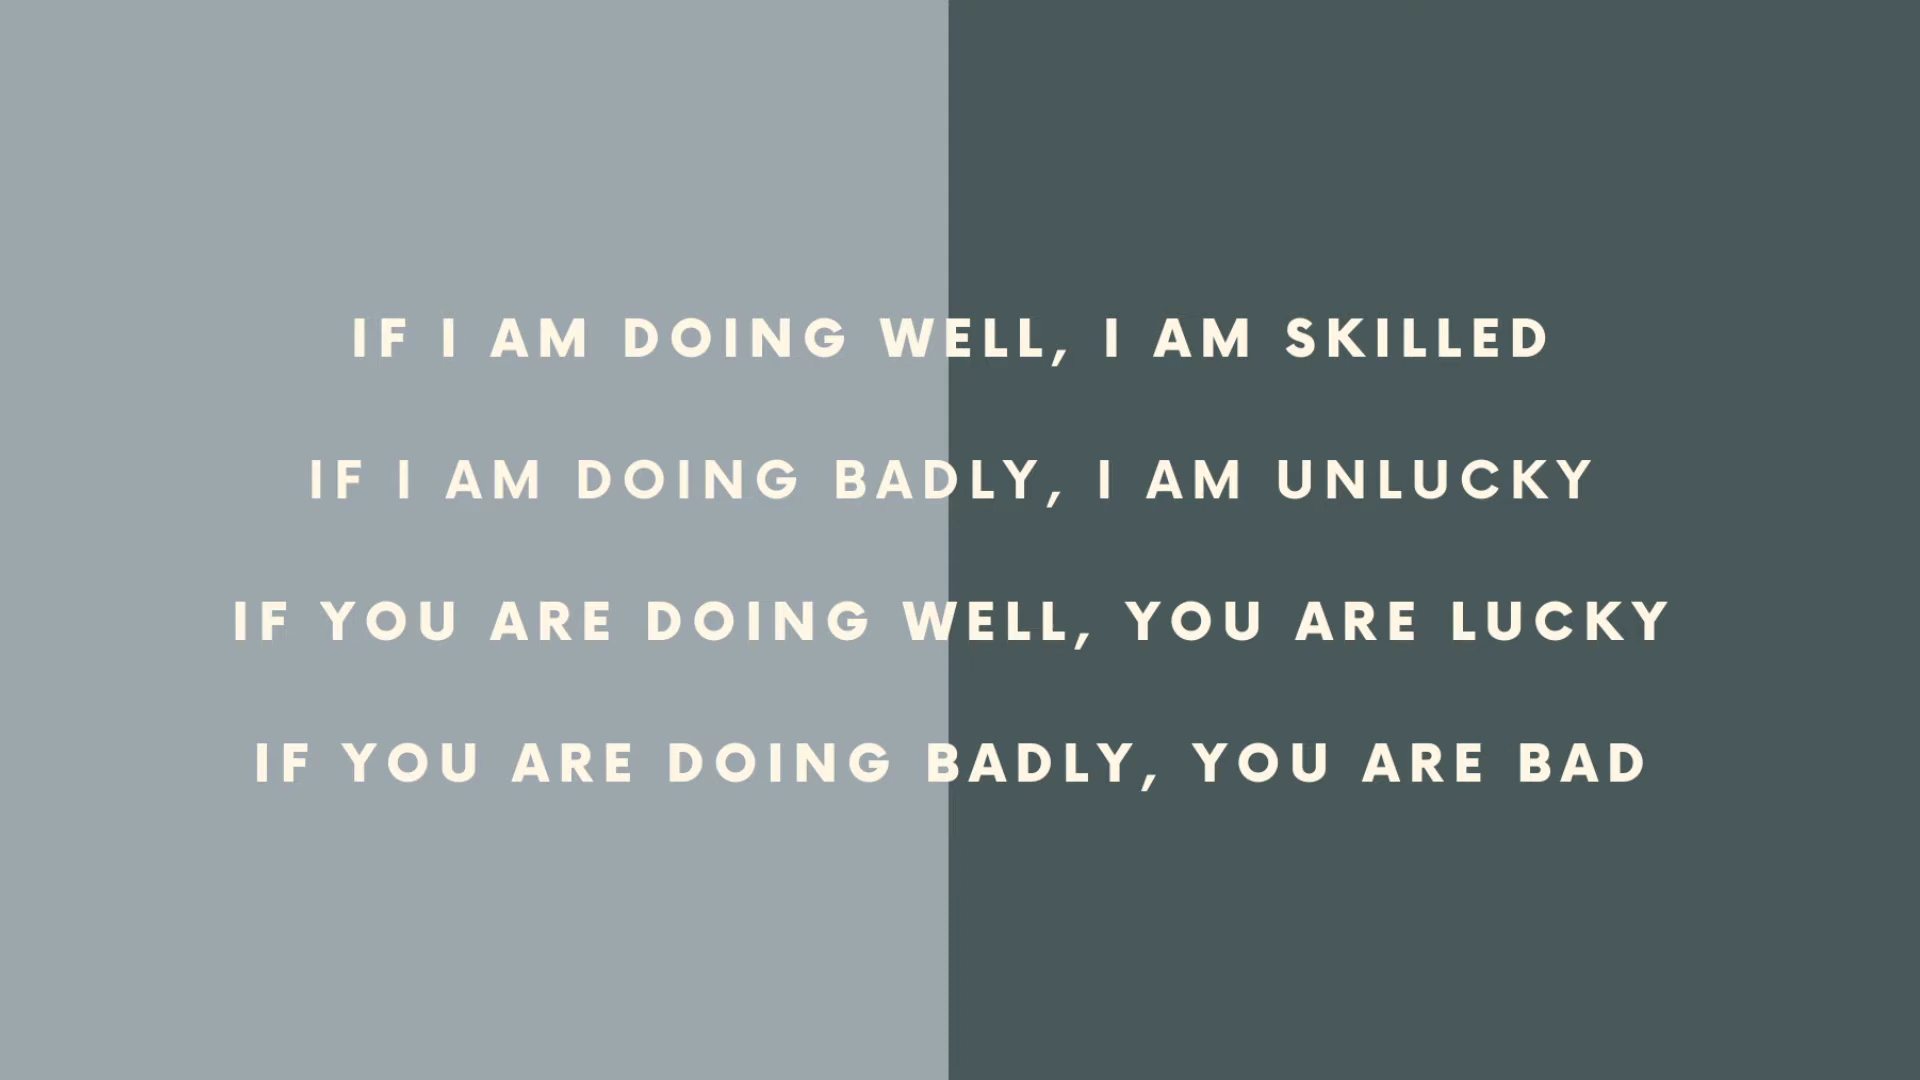 IF I AM DOING WELL, I AM SKILLED
IF I AM DOING BADLY, I AM UNLUCKY
IF YOU ARE DOING WELL, YOU ARE LUCKY
IF YOU ARE DOING BADLY, YOU ARE BAD